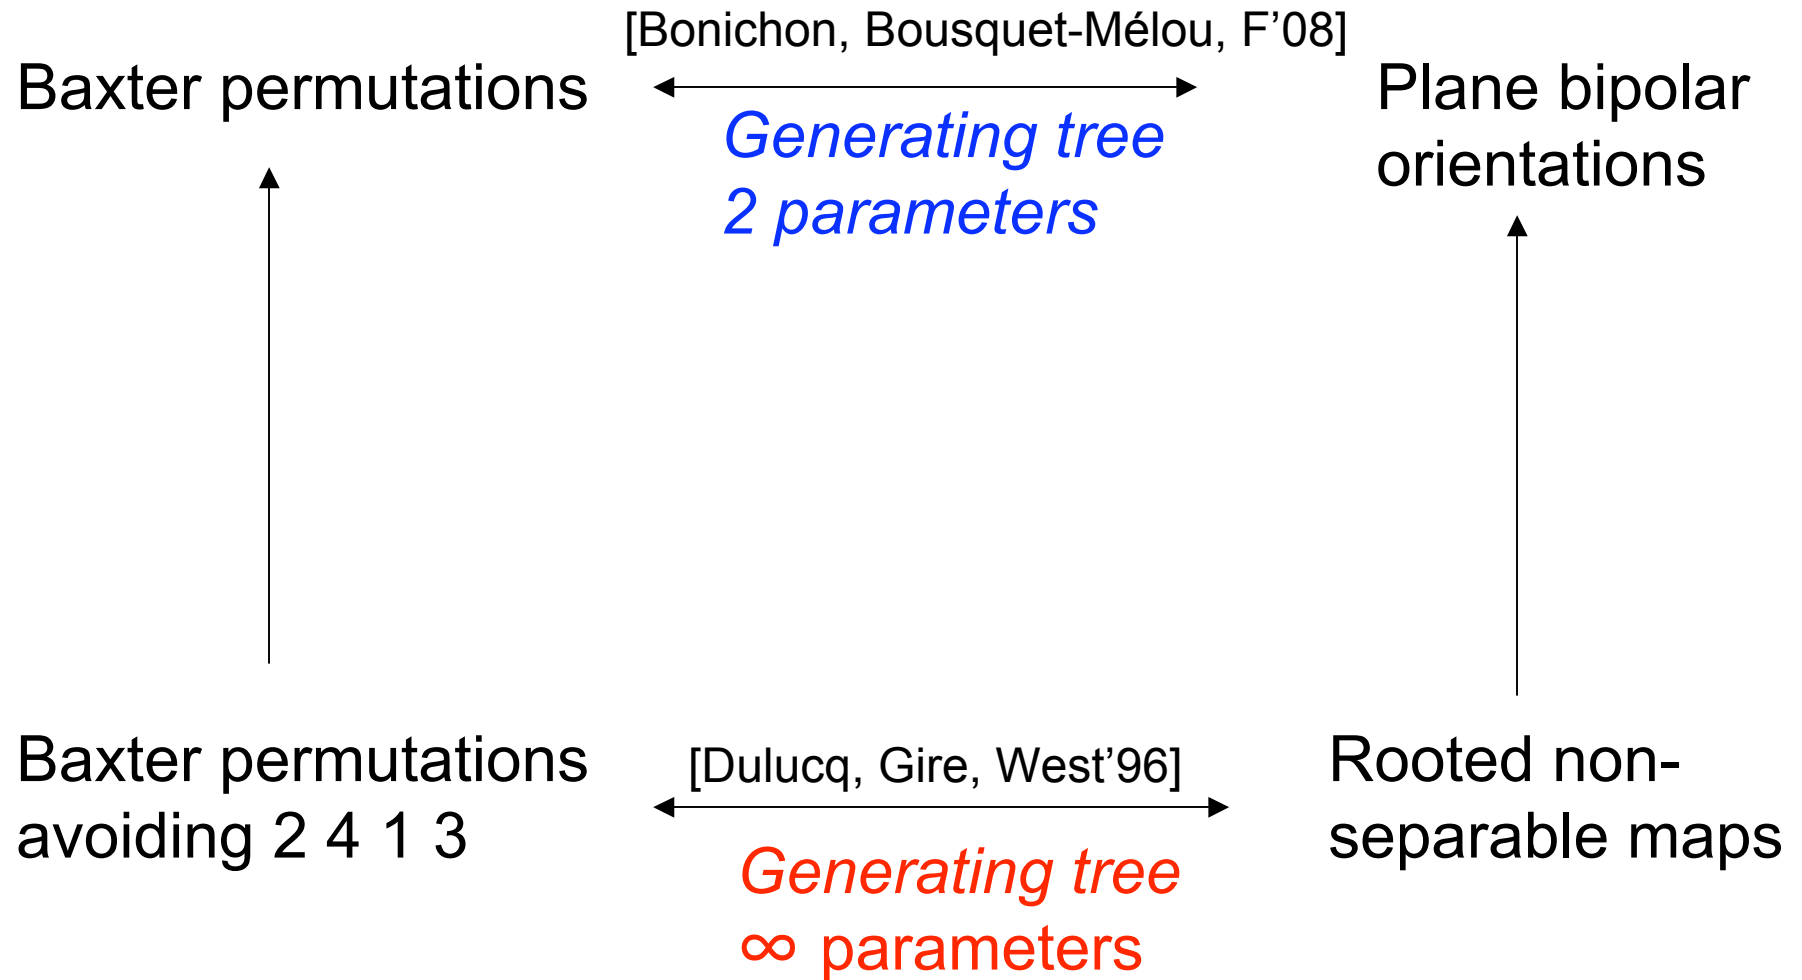 [Bonichon, Bousquet-Mélou, F’08]
Baxter permutations
Generating tree
2 parameters
Plane bipolar
orientations
Baxter permutations
avoiding 2 4 1 3
[Dulucq, Gire, West’96]
Generating tree
∞ parameters
Rooted non-
separable maps